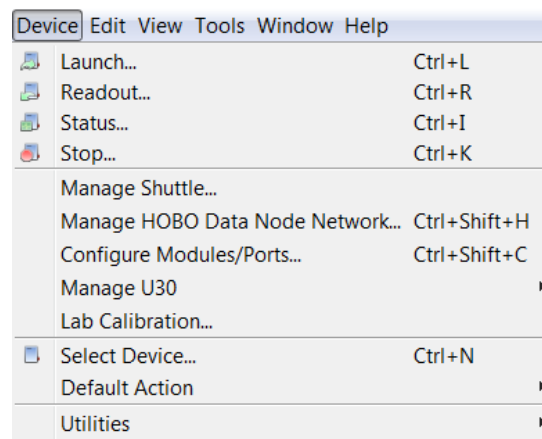 Device Edit View Tools Window Help
Launch... Ctrl+L
Readout... Ctrl+R
Status... Ctrl+I
Stop... Ctrl+K
Manage Shuttle...
Manage HOBO Data Node Network... Ctrl+Shift+H
Configure Modules/Ports... Ctrl+Shift+C
Manage U30
Lab Calibration...
Select Device... Ctrl+N
Default Action
Utilities